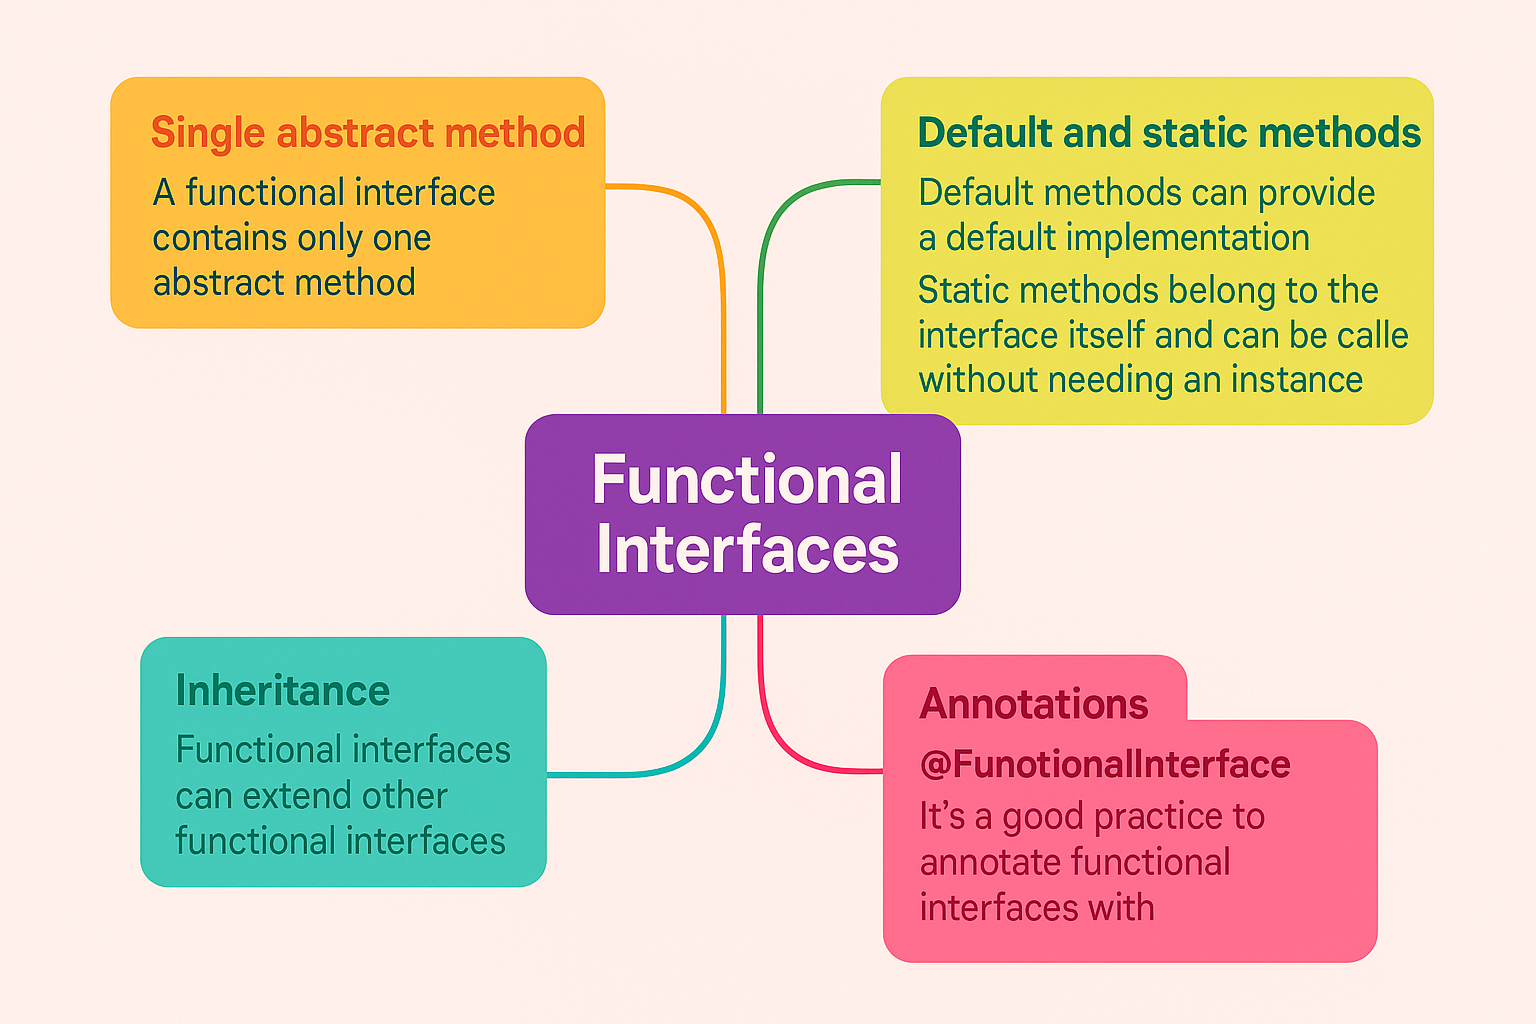 Single abstract method
A functional interface
contains only one
abstract method
Default and static methods
Default methods can provide
a default implementation
Static methods belong to the
interface itself and can be calle
without needing an instance
Functional
Interfaces
Inheritance
Functional interfaces
can extend other
functional interfaces
Annotations
@FunotionalInterface
It’s a good practice to
annotate functional
interfaces with